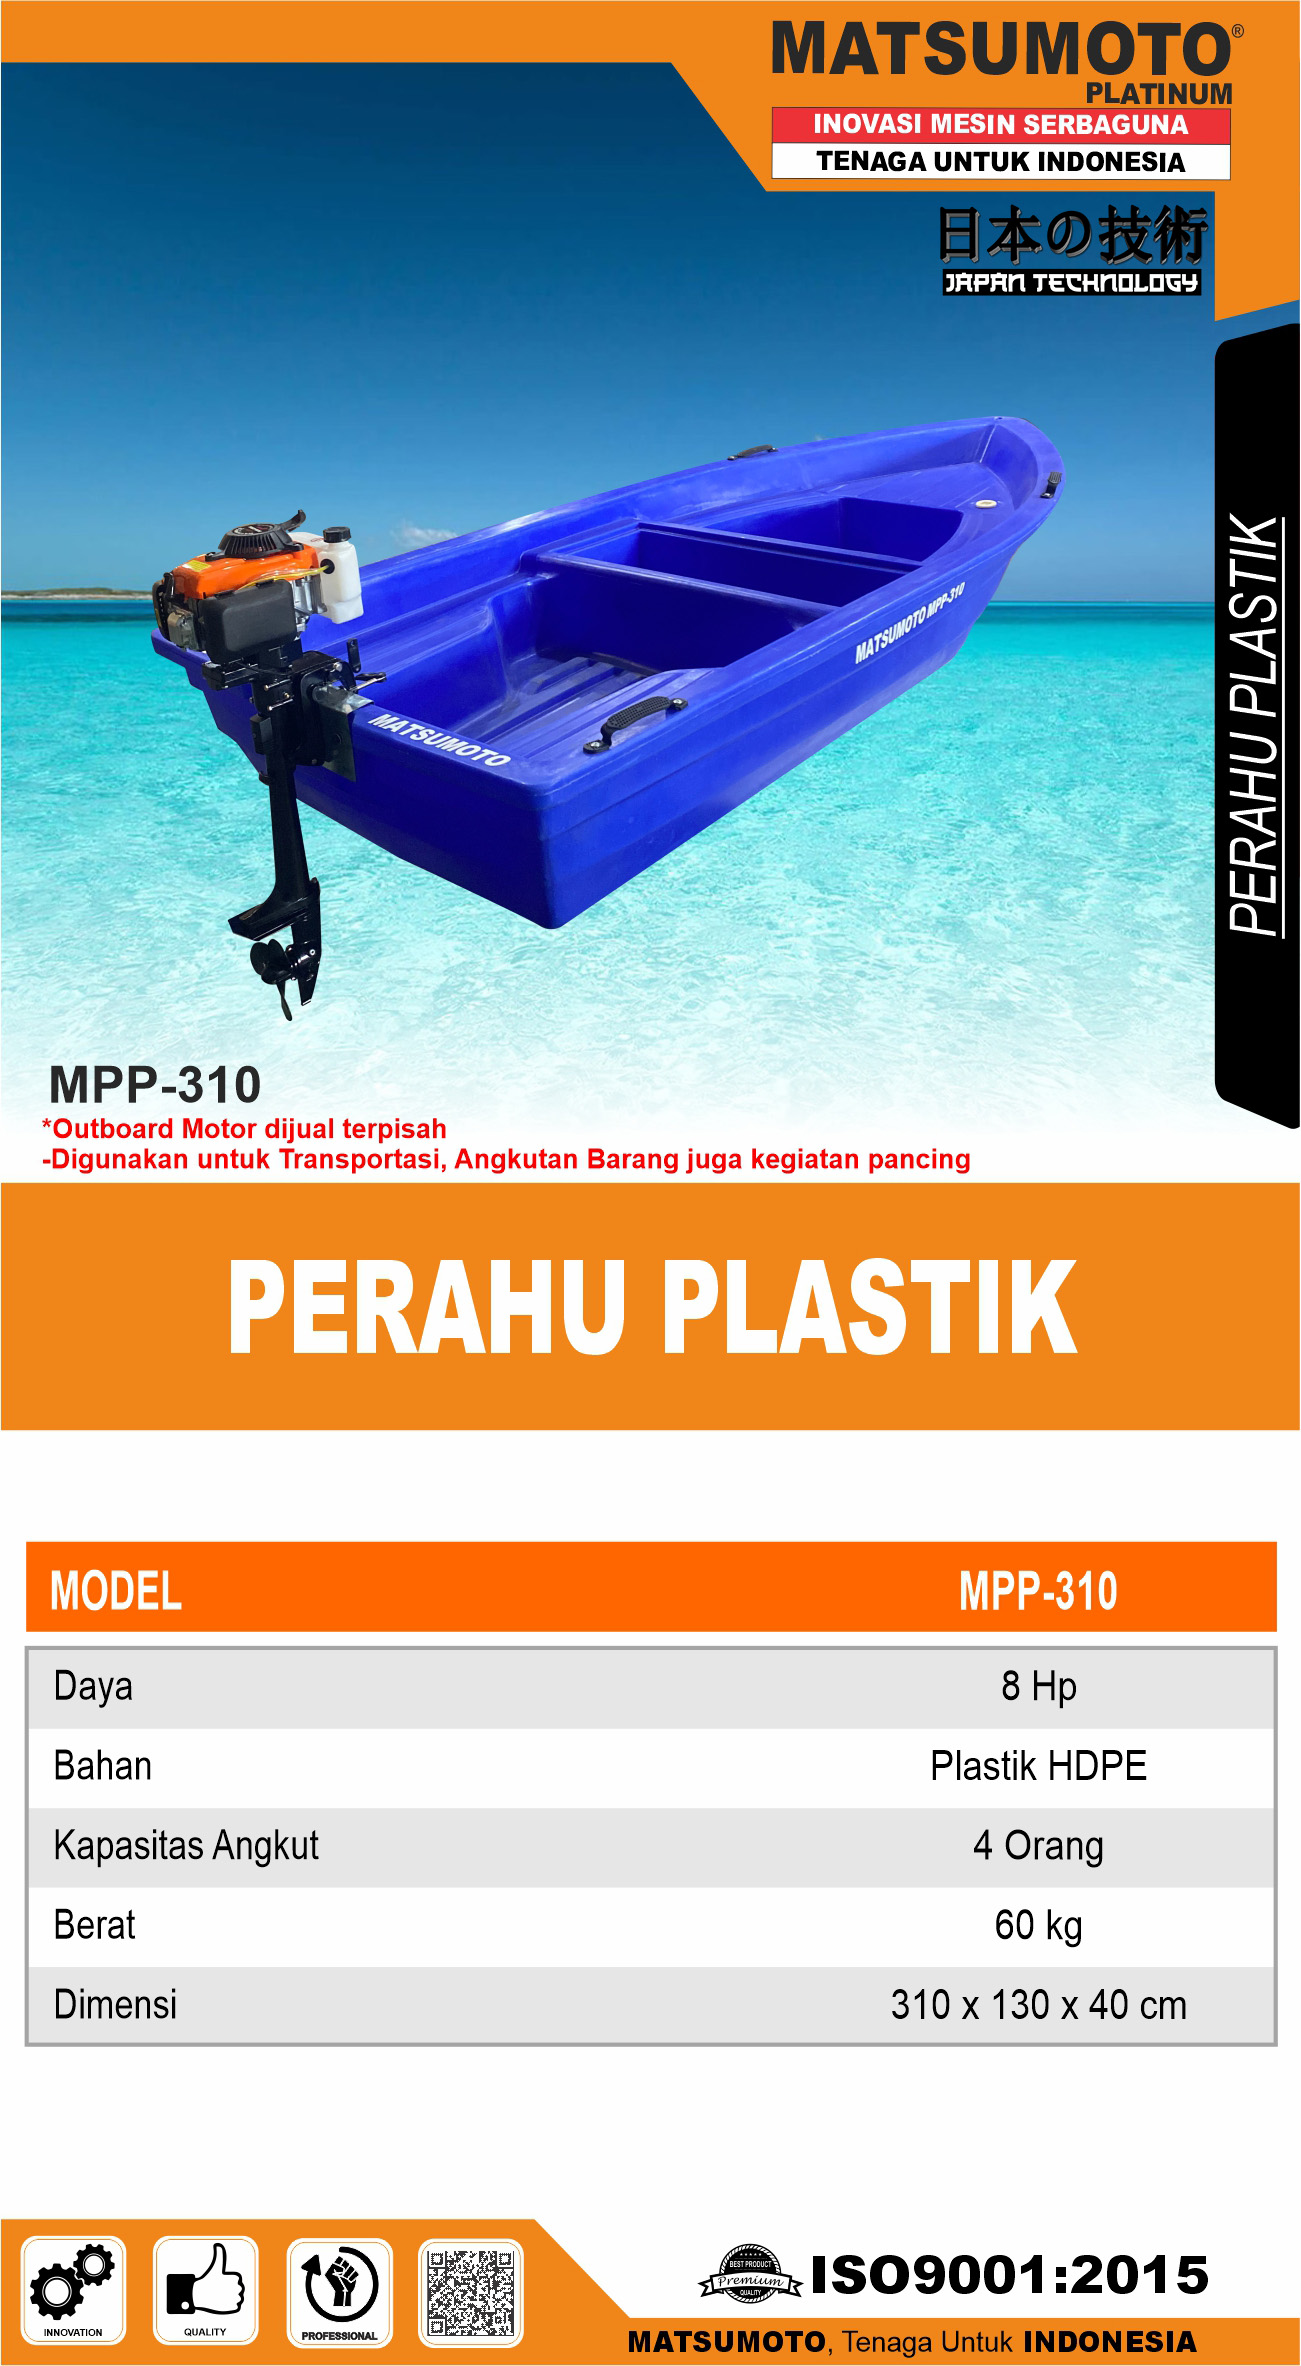 MATSUMOTO®
PLATINUM
INOVASI MESIN SERBAGUNA
TENAGA UNTUK INDONESIA
日本の技術
JAPAN TECHNOLOGY
PERAHU PLASTIK
MATSUMOTO MPP-310
MATSUMOTO
MPP-310
*Outboard Motor dijual terpisah
-Digunakan untuk Transportasi, Angkutan Barang juga kegiatan pancing
PERAHU PLASTIK
MODEL MPP-310
Daya 8 Hp
Bahan Plastik HDPE
Kapasitas Angkut 4 Orang
Berat 60 kg
Dimensi 310 x 130 x 40 cm
INNOVATION
QUALITY
PROFESSIONAL
BEST PRODUCT
Premium
QUALITY
ISO9001:2015
MATSUMOTO, Tenaga Untuk INDONESIA